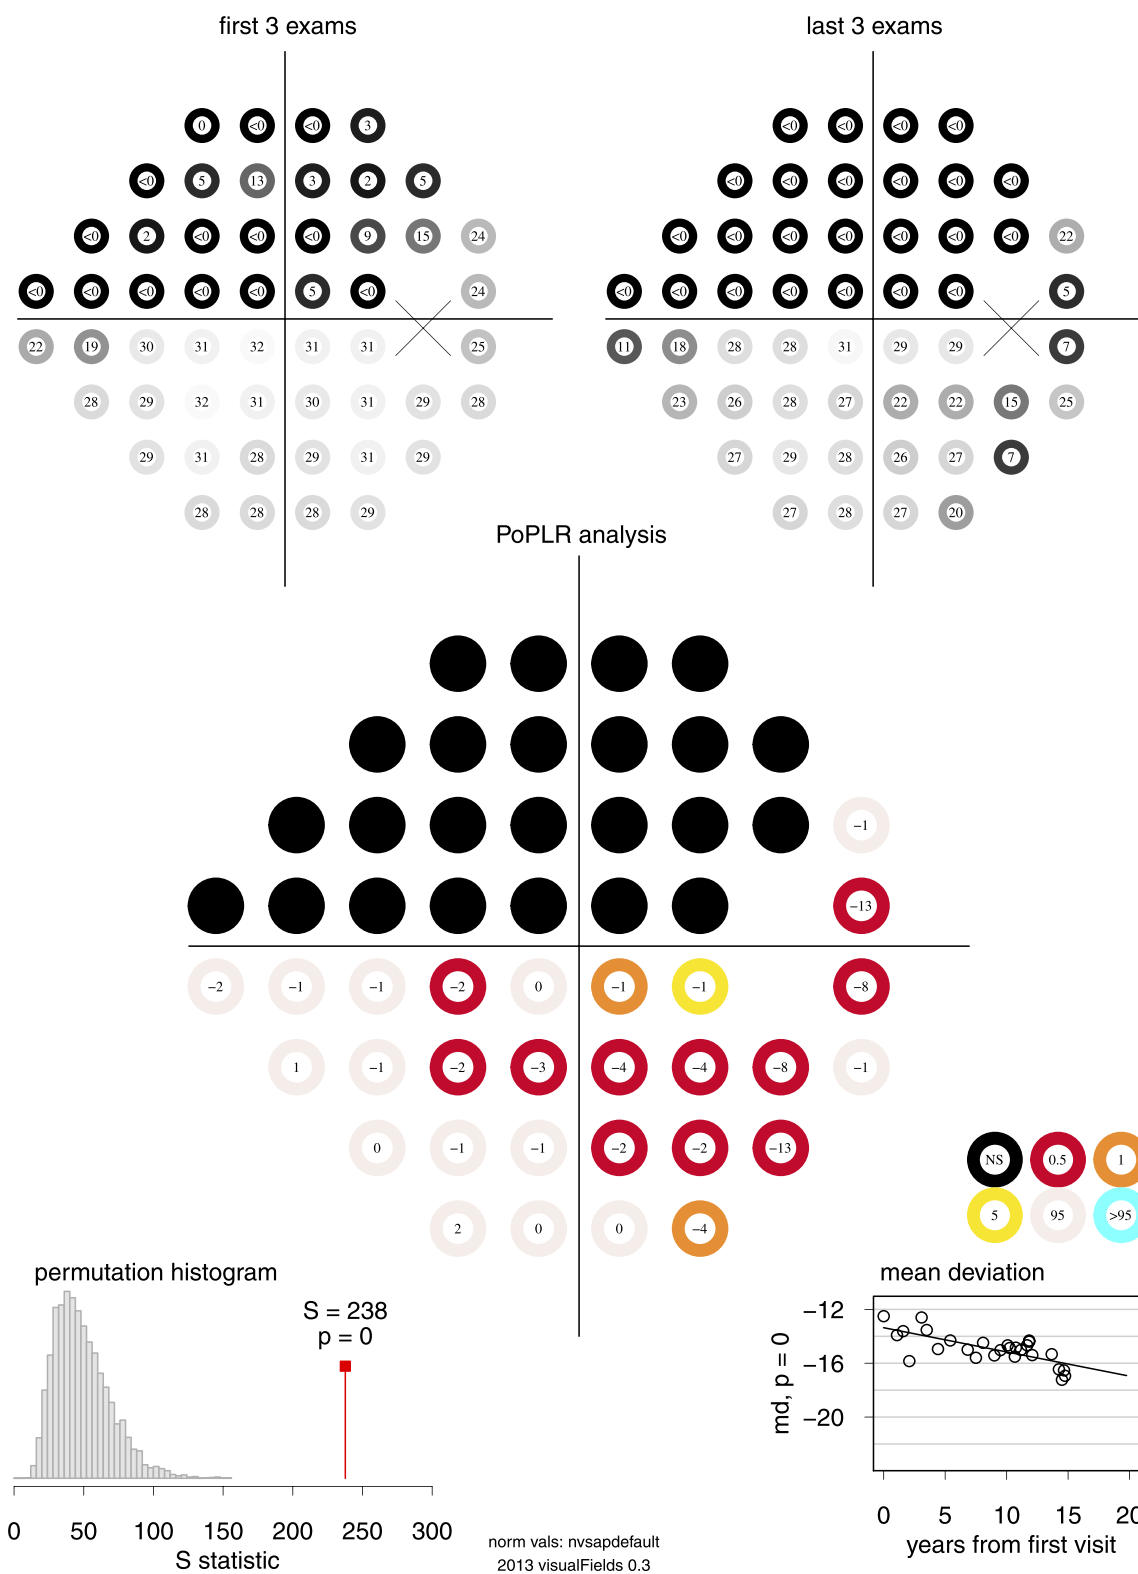 first 3 exams last 3 exams
0 <0 <0 3 <0 <0 <0 <0
<0 5 13 3 2 5 <0 <0 <0 <0 <0 <0
<0 2 <0 <0 <0 9 15 24 <0 <0 <0 <0 <0 <0 <0 22
<0 <0 <0 <0 <0 5 <0 24 <0 <0 <0 <0 <0 <0 <0 5
22 19 30 31 32 31 31 25 11 18 28 28 31 29 29 7
28 29 32 31 30 31 29 28 23 26 28 27 22 22 15 25
29 31 28 29 31 29 27 29 28 26 27 7
28 28 28 29 27 28 27 20
PoPLR analysis
−1
−13
−2 −1 −1 −2 0 −1 −1 −8
1 −1 −2 −3 −4 −4 −8 −1
0 −1 −1 −2 −2 −13
2 0 0 −4
NS 0.5 1
5 95 >95
permutation histogram
S = 238
p = 0
0 50 100 150 200 250 300
S statistic
norm vals: nvsapdefault
2013 visualFields 0.3
mean deviation
−12
−16
−20
md, p = 0
0 5 10 15 20
years from first visit